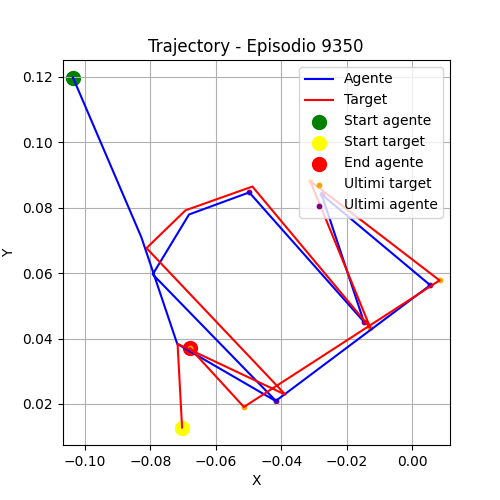 Trajectory - Episodio 9350
Agente
Target
Start agente
Start target
End agente
Ultimi target
Ultimi agente
0.12
0.10
0.08
0.06
0.04
0.02
Y
−0.10
−0.08
−0.06
−0.04
−0.02
0.00
X